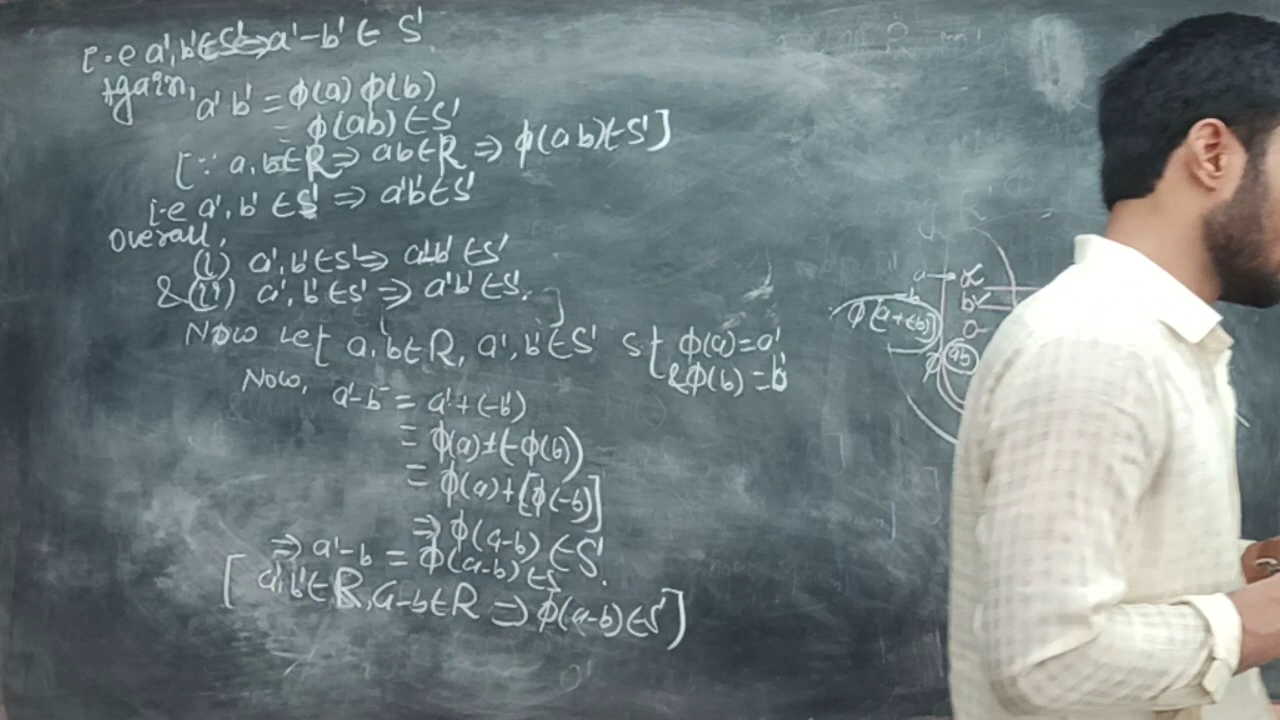 i.e a',b'∈S' ⇒ a'-b' ∈ S'.
Again, a'b' = φ(a) φ(b)
= φ(ab) ∈ S'
[∵ a,b∈R ⇒ ab∈R ⇒ φ(ab)∈S']
i.e a', b' ∈ S' ⇒ a'b' ∈ S'
Overall,
(i) a', b' ∈ S' ⇒ a'-b' ∈ S'
& (ii) a', b' ∈ S' ⇒ a'b' ∈ S'. ]
Now Let a,b∈R, a', b'∈S' s t φ(a) = a'
& φ(b) = b'
Now, a'-b' = a'+(-b')
= φ(a)+(-φ(b))
= φ(a)+[φ(-b)]
⇒ φ(a-b) ∈ S'.
⇒ a'-b = φ(a-b) ∈ S'
[ a',b'∈R, a-b∈R ⇒ φ(a-b)∈S' ]
a
b
φ(a+(-b))
ab